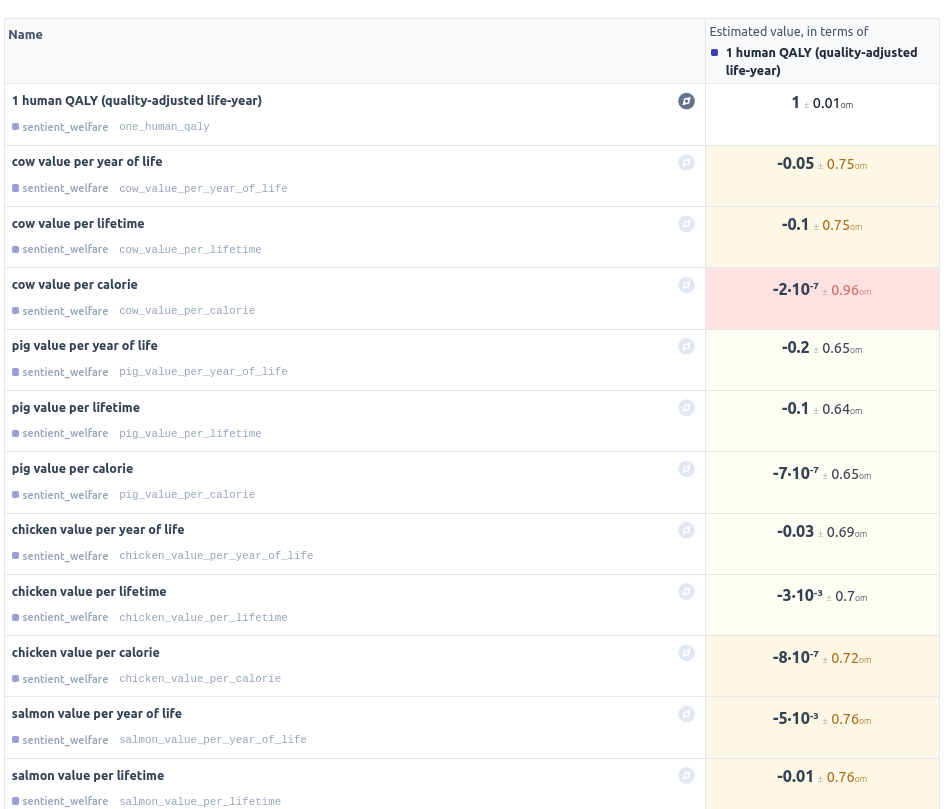 Name
Estimated value, in terms of
1 human QALY (quality-adjusted
life-year)
1 human QALY (quality-adjusted life-year)
1 ± 0.01om
sentient_welfare one_human_qaly
cow value per year of life
-0.05 ± 0.75om
sentient_welfare cow_value_per_year_of_life
cow value per lifetime
-0.1 ± 0.75om
sentient_welfare cow_value_per_lifetime
cow value per calorie
-2·10⁻⁷ ± 0.96om
sentient_welfare cow_value_per_calorie
pig value per year of life
-0.2 ± 0.65om
sentient_welfare pig_value_per_year_of_life
pig value per lifetime
-0.1 ± 0.64om
sentient_welfare pig_value_per_lifetime
pig value per calorie
-7·10⁻⁷ ± 0.65om
sentient_welfare pig_value_per_calorie
chicken value per year of life
-0.03 ± 0.69om
sentient_welfare chicken_value_per_year_of_life
chicken value per lifetime
-3·10⁻³ ± 0.7om
sentient_welfare chicken_value_per_lifetime
chicken value per calorie
-8·10⁻⁷ ± 0.72om
sentient_welfare chicken_value_per_calorie
salmon value per year of life
-5·10⁻³ ± 0.76om
sentient_welfare salmon_value_per_year_of_life
salmon value per lifetime
-0.01 ± 0.76om
sentient_welfare salmon_value_per_lifetime